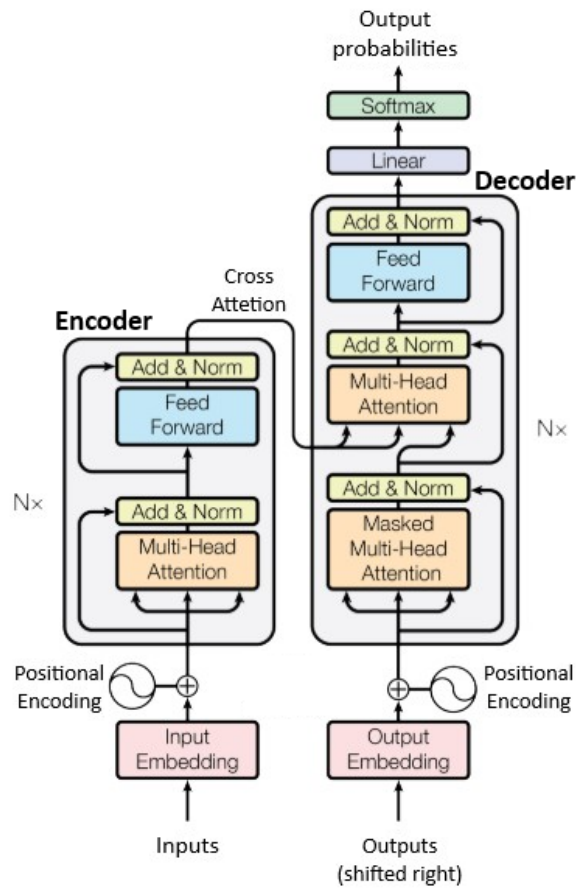 Output
probabilities
Softmax
Linear
Decoder
Add & Norm
Feed
Forward
Cross
Attetion
Encoder
Add & Norm
Multi-Head
Attention
Nx
Add & Norm
Feed
Forward
Nx
Add & Norm
Multi-Head
Attention
Add & Norm
Masked
Multi-Head
Attention
Positional
Encoding
Positional
Encoding
Input
Embedding
Output
Embedding
Inputs
Outputs
(shifted right)